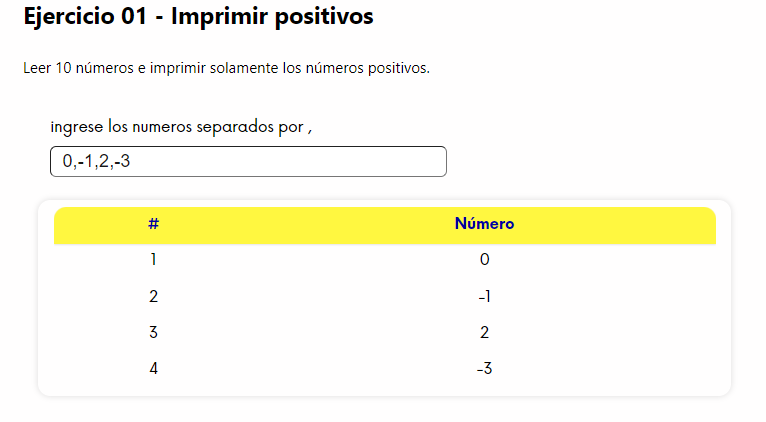 Ejercicio 01 - Imprimir positivos
Leer 10 números e imprimir solamente los números positivos.
ingrese los numeros separados por ,
0,-1,2,-3
# Número
1 0
2 -1
3 2
4 -3